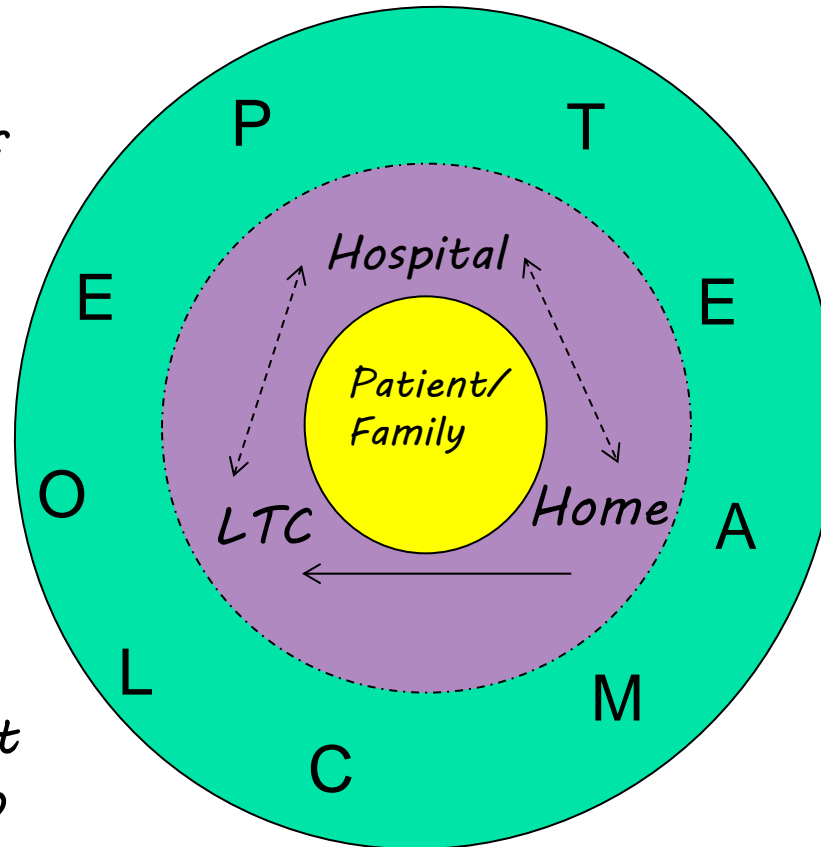 P E O L C
T E A M
Hospital
Patient/
Family
LTC
Home